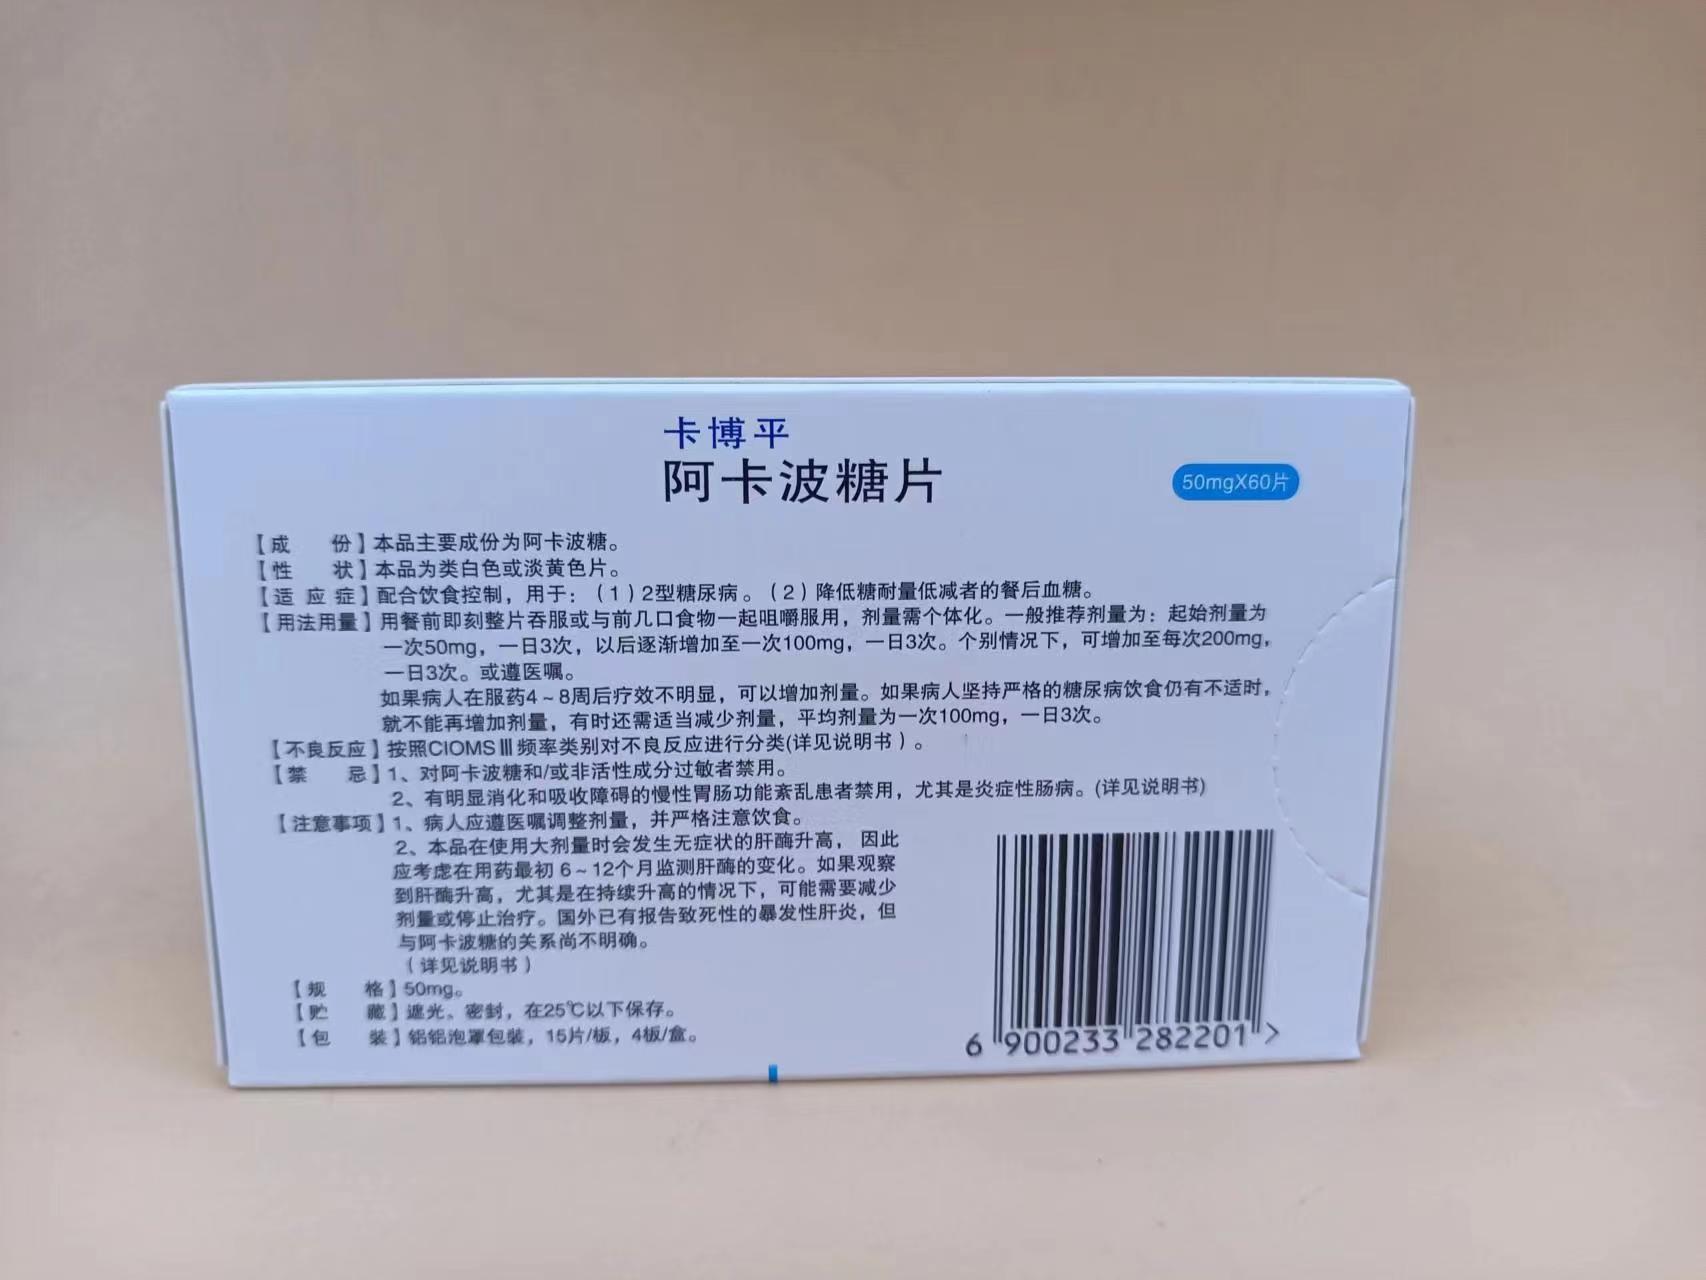 卡博平
阿卡波糖片
50mgX60片
【成 份】本品主要成份为阿卡波糖。
【性 状】本品为类白色或淡黄色片。
【适 应 症】配合饮食控制，用于：（1）2型糖尿病。（2）降低糖耐量低减者的餐后血糖。
【用法用量】用餐前即刻整片吞服或与前几口食物一起咀嚼服用，剂量需个体化。一般推荐剂量为：起始剂量为
一次50mg，一日3次，以后逐渐增加至一次100mg，一日3次。个别情况下，可增加至每次200mg，
一日3次。或遵医嘱。
如果病人在服药4～8周后疗效不明显，可以增加剂量。如果病人坚持严格的糖尿病饮食仍有不适时，
就不能再增加剂量，有时还需适当减少剂量，平均剂量为一次100mg，一日3次。
【不良反应】按照CIOMSⅢ频率类别对不良反应进行分类(详见说明书）。
【禁 忌】1、对阿卡波糖和/或非活性成分过敏者禁用。
2、有明显消化和吸收障碍的慢性胃肠功能紊乱患者禁用，尤其是炎症性肠病。(详见说明书)
【注意事项】1、病人应遵医嘱调整剂量，并严格注意饮食。
2、本品在使用大剂量时会发生无症状的肝酶升高，因此
应考虑在用药最初 6～12个月监测肝酶的变化。如果观察
到肝酶升高，尤其是在持续升高的情况下，可能需要减少
剂量或停止治疗。国外已有报告致死性的暴发性肝炎，但
与阿卡波糖的关系尚不明确。
（详见说明书）
【规 格】50mg。
【贮 藏】遮光、密封，在25℃以下保存。
【包 装】铝铝泡罩包装，15片/板，4板/盒。
6 900233 282201 >